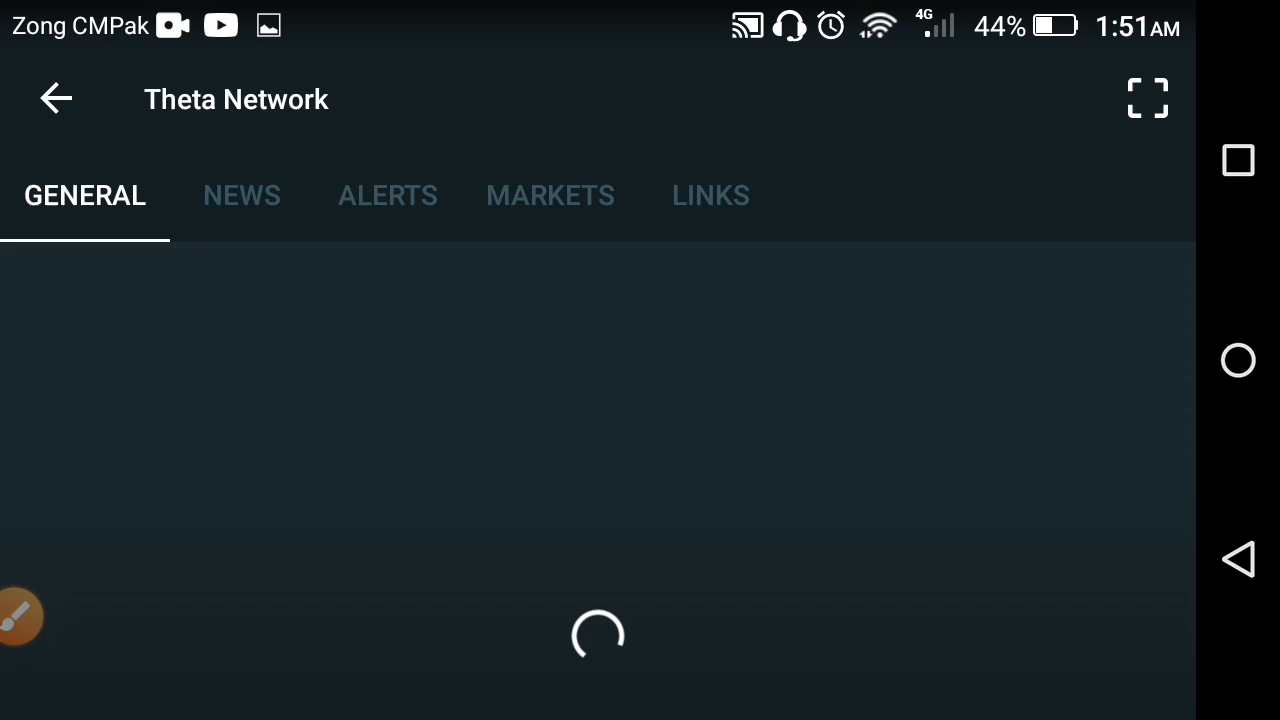 Zong CMPak 4G 44% 1:51AM
Theta Network
GENERAL NEWS ALERTS MARKETS LINKS